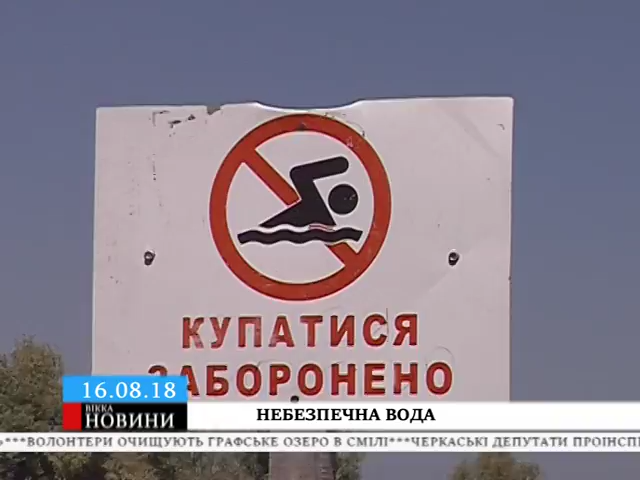 КУПАТИСЯ
ЗАБОРОНЕНО
16.08.18
ВІККА
НОВИНИ
НЕБЕЗПЕЧНА ВОДА
***ВОЛОНТЕРИ ОЧИЩУЮТЬ ГРАФСЬКЕ ОЗЕРО В СМІЛІ***ЧЕРКАСЬКІ ДЕПУТАТИ